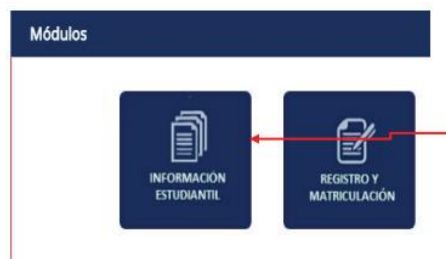 Módulos
INFORMACIÓN
ESTUDIANTIL
REGISTRO Y
MATRICULACIÓN